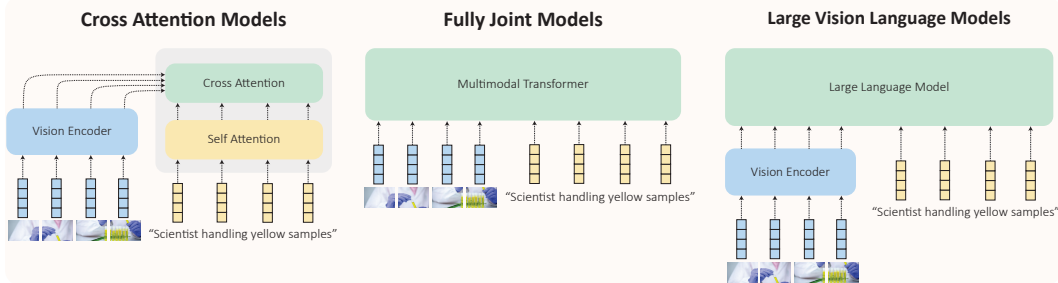 Cross Attention Models
Fully Joint Models
Large Vision Language Models
Cross Attention
Vision Encoder
Self Attention
"Scientist handling yellow samples"
Multimodal Transformer
"Scientist handling yellow samples"
Large Language Model
Vision Encoder
"Scientist handling yellow samples"